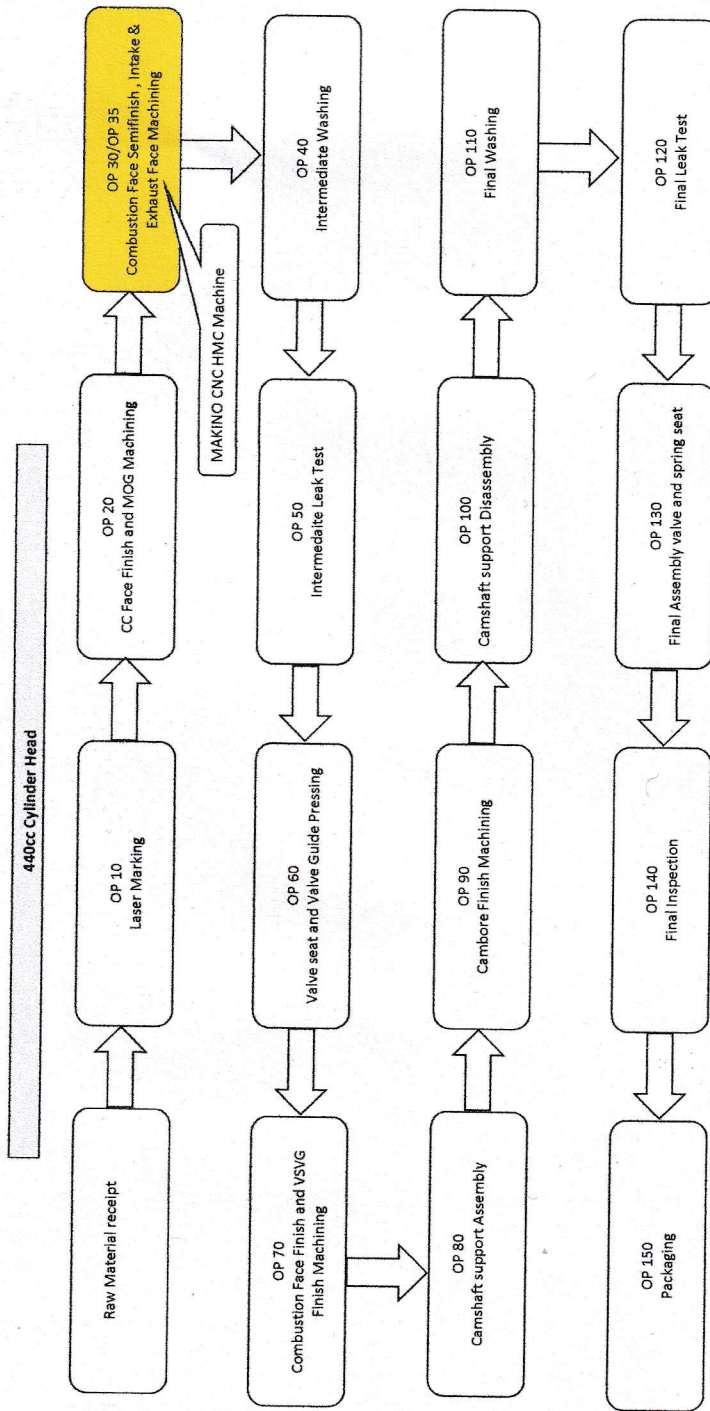 440cc Cylinder Head
Raw Material receipt
OP 10
Laser Marking
OP 20
CC Face Finish and MOG Machining
OP 30/OP 35
Combustion Face Semifinish , Intake &
Exhaust Face Machining
MAKINO CNC HMC Machine
OP 40
Intermediate Washing
OP 50
Intermedaite Leak Test
OP 60
Valve seat and Valve Guide Pressing
OP 70
Combustion Face Finish and VSVG
Finish Machining
OP 80
Camshaft support Assembly
OP 90
Cambore Finish Machining
OP 100
Camshaft support Disassembly
OP 110
Final Washing
OP 120
Final Leak Test
OP 130
Final Assembly valve and spring seat
OP 140
Final Inspection
OP 150
Packaging